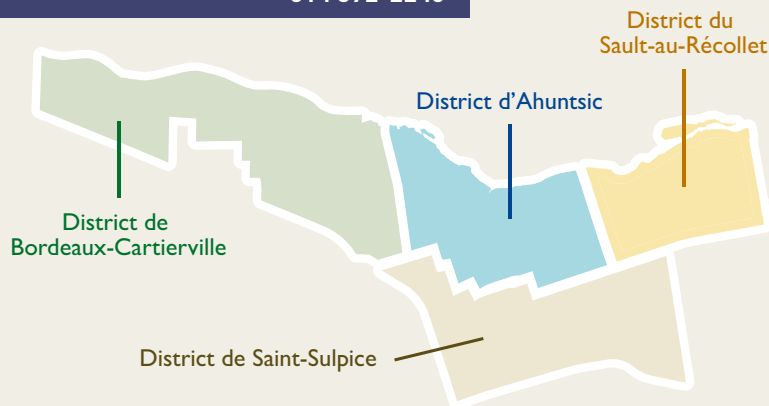 District du
Sault-au-Récollet
District d'Ahuntsic
District de
Bordeaux-Cartierville
District de Saint-Sulpice